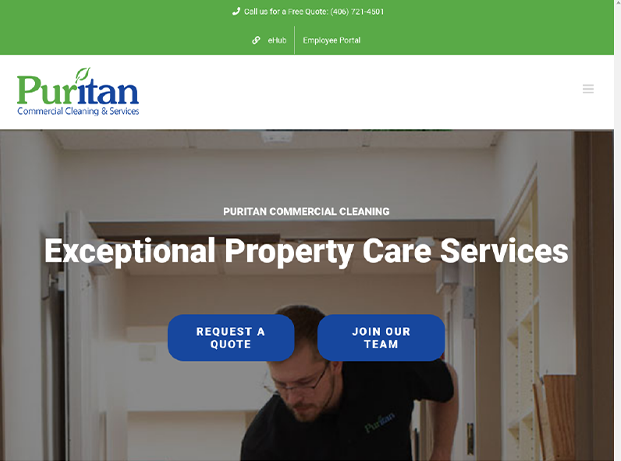 Call us for a Free Quote: (406) 721-4501
eHub Employee Portal
Puritan
Commercial Cleaning & Services
PURITAN COMMERCIAL CLEANING
Exceptional Property Care Services
REQUEST A
QUOTE
JOIN OUR
TEAM
Puritan